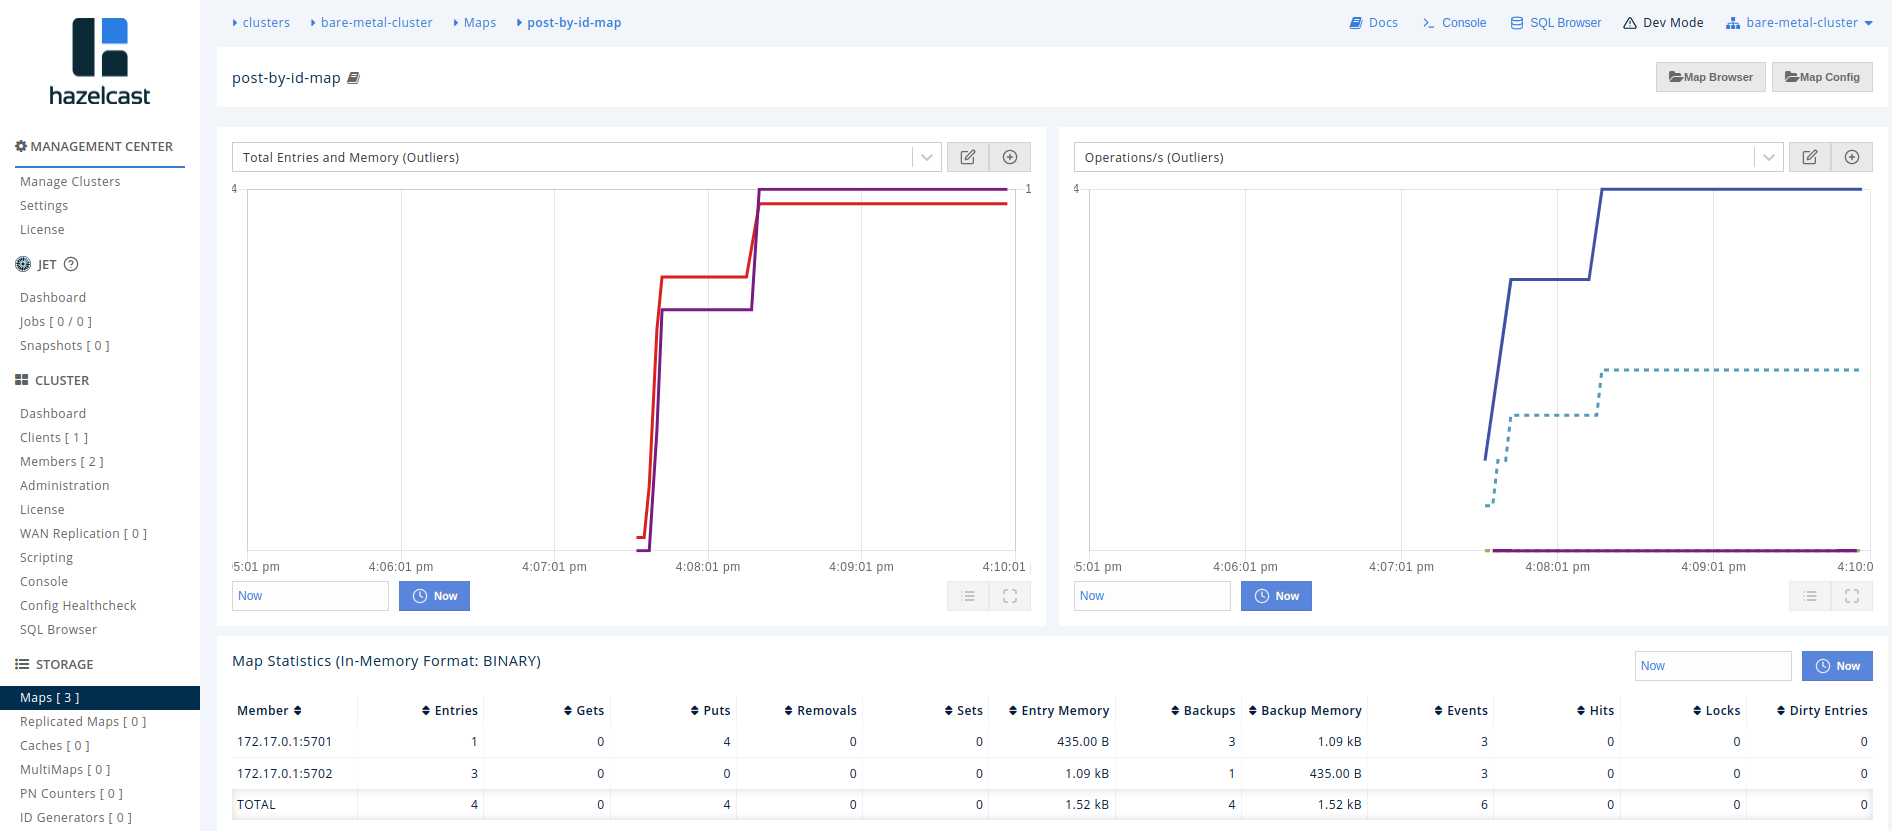 clusters bare-metal-cluster Maps post-by-id-map Docs Console SQL Browser Dev Mode bare-metal-cluster
hazelcast
MANAGEMENT CENTER
Manage Clusters
Settings
License
JET
Dashboard
Jobs [ 0 / 0 ]
Snapshots [ 0 ]
CLUSTER
Dashboard
Clients [ 1 ]
Members [ 2 ]
Administration
License
WAN Replication [ 0 ]
Scripting
Console
Config Healthcheck
SQL Browser
STORAGE
Maps [ 3 ]
Replicated Maps [ 0 ]
Caches [ 0 ]
MultiMaps [ 0 ]
PN Counters [ 0 ]
ID Generators [ 0 ]
post-by-id-map Map Browser Map Config
Total Entries and Memory (Outliers)
4 1
5:01 pm 4:06:01 pm 4:07:01 pm 4:08:01 pm 4:09:01 pm 4:10:01
Now Now
Operations/s (Outliers)
4
5:01 pm 4:06:01 pm 4:07:01 pm 4:08:01 pm 4:09:01 pm 4:10:0
Now Now
Map Statistics (In-Memory Format: BINARY) Now Now
Member Entries Gets Puts Removals Sets Entry Memory Backups Backup Memory Events Hits Locks Dirty Entries
172.17.0.1:5701 1 0 4 0 0 435.00 B 3 1.09 kB 3 0 0 0
172.17.0.1:5702 3 0 0 0 0 1.09 kB 1 435.00 B 3 0 0 0
TOTAL 4 0 4 0 0 1.52 kB 4 1.52 kB 6 0 0 0